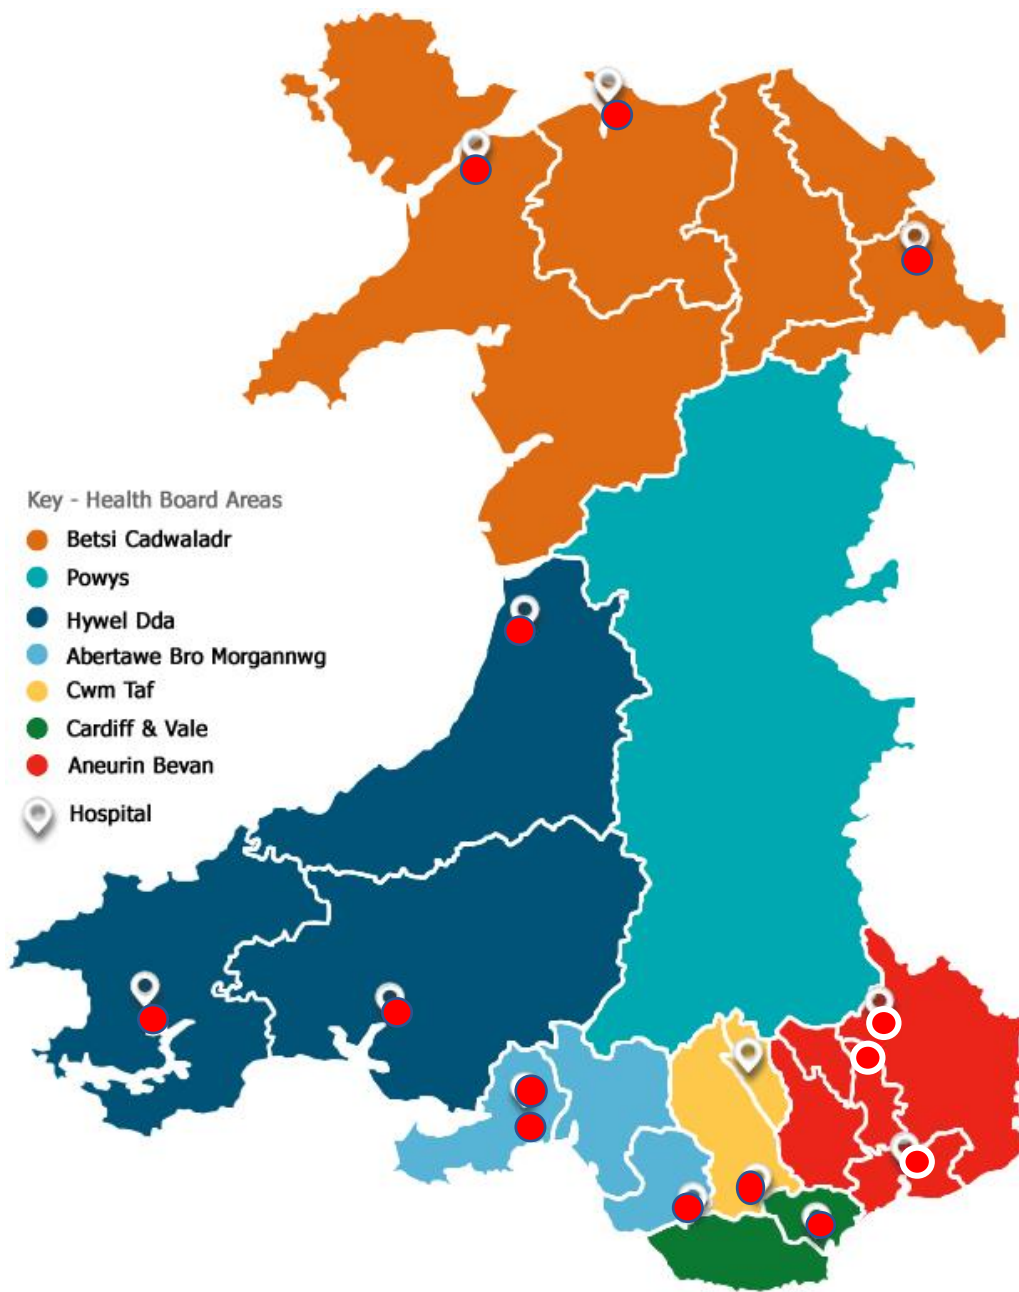 Key - Health Board Areas
Betsi Cadwaladr
Powys
Hywel Dda
Abertawe Bro Morgannwg
Cwm Taf
Cardiff & Vale
Aneurin Bevan
Hospital